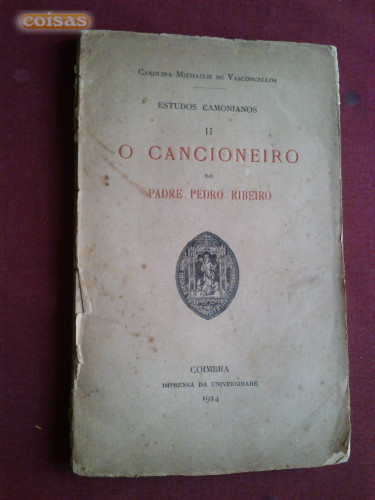 coisas
CAROLINA MICHAËLIS DE VASCONCELLOS
ESTUDOS CAMONIANOS
II
O CANCIONEIRO
DO
PADRE PEDRO RIBEIRO
COIMBRA
IMPRENSA DA UNIVERSIDADE
1924